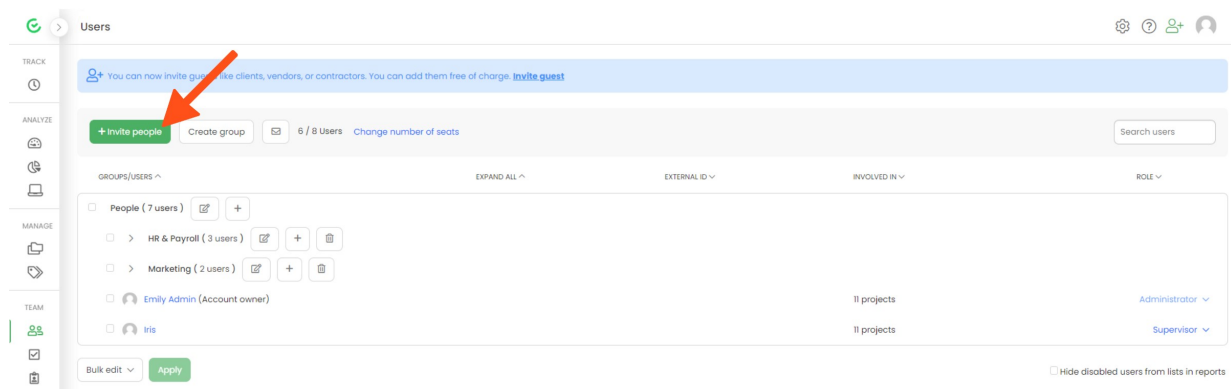 Users
TRACK
You can now invite guests like clients, vendors, or contractors. You can add them free of charge. Invite guest
ANALYZE
+ Invite people Create group 6 / 8 Users Change number of seats Search users
GROUPS/USERS EXPAND ALL EXTERNAL ID INVOLVED IN ROLE
People ( 7 users )
MANAGE
HR & Payroll ( 3 users )
Marketing ( 2 users )
TEAM
Emily Admin (Account owner) 11 projects Administrator
Iris 11 projects Supervisor
Bulk edit Apply Hide disabled users from lists in reports